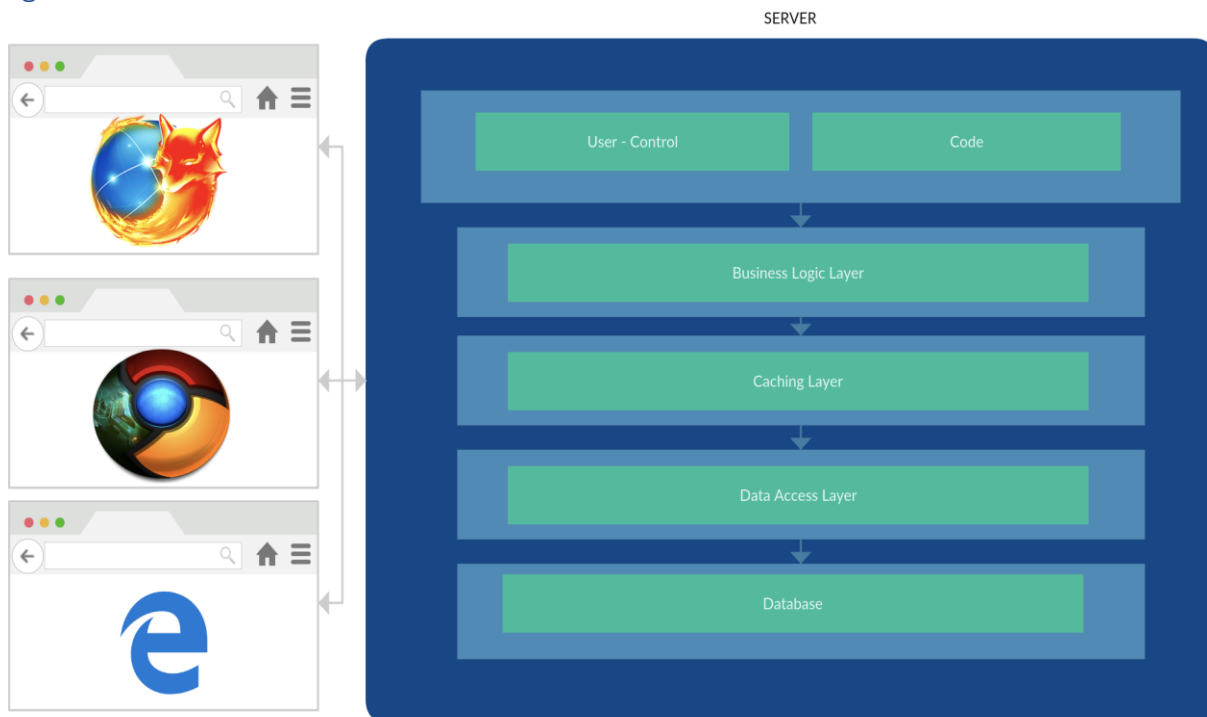 SERVER
User - Control
Code
Business Logic Layer
Caching Layer
Data Access Layer
Database